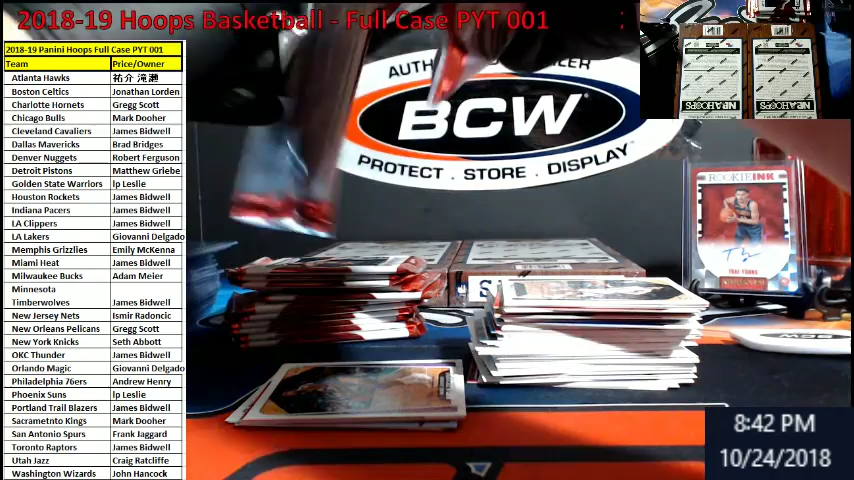 2018-19 Hoops Basketball - Full Case PYT 001
2018-19 Panini Hoops Full Case PYT 001
Team Price/Owner
Atlanta Hawks 祐介 滝瀬
Boston Celtics Jonathan Lorden
Charlotte Hornets Gregg Scott
Chicago Bulls Mark Dooher
Cleveland Cavaliers James Bidwell
Dallas Mavericks Brad Bridges
Denver Nuggets Robert Ferguson
Detroit Pistons Matthew Griebe
Golden State Warriors lp Leslie
Houston Rockets James Bidwell
Indiana Pacers James Bidwell
LA Clippers James Bidwell
LA Lakers Giovanni Delgado
Memphis Grizzlies Emily McKenna
Miami Heat James Bidwell
Milwaukee Bucks Adam Meier
Minnesota
Timberwolves James Bidwell
New Jersey Nets Ismir Radoncic
New Orleans Pelicans Gregg Scott
New York Knicks Seth Abbott
OKC Thunder James Bidwell
Orlando Magic Giovanni Delgado
Philadelphia 76ers Andrew Henry
Phoenix Suns lp Leslie
Portland Trail Blazers James Bidwell
Sacrametnto Kings Mark Dooher
San Antonio Spurs Frank Jaggard
Toronto Raptors James Bidwell
Utah Jazz Craig Ratcliffe
Washington Wizards John Hancock
BCW
PROTECT . STORE . DISPLAY
ROOKIE INK
TRAE YOUNG
NBA HOOPS
NBA HOOPS
8:42 PM
10/24/2018